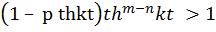 (1 − p thkt)th^{m−n}kt > 1